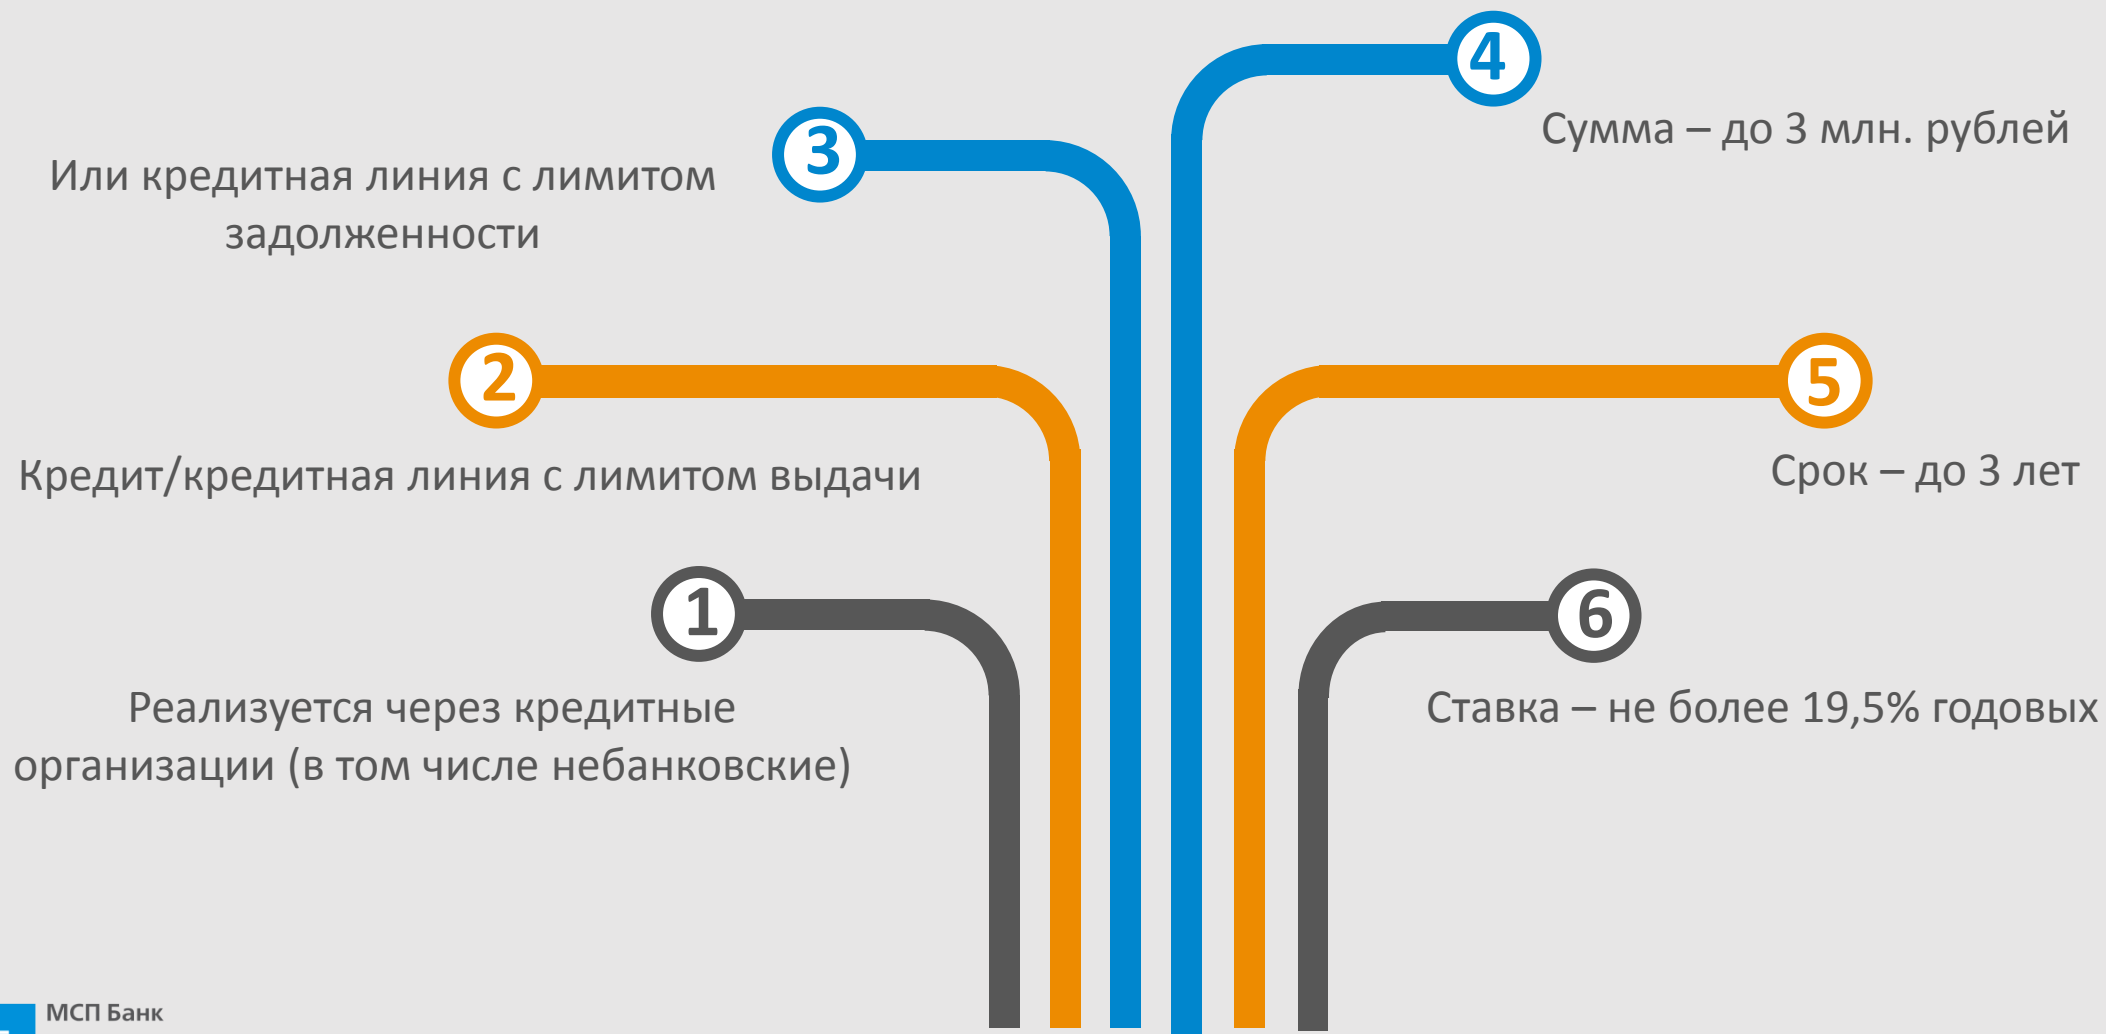 4
Сумма – до 3 млн. рублей
3
Или кредитная линия с лимитом
задолженности
2
Кредит/кредитная линия с лимитом выдачи
5
Срок – до 3 лет
1
Реализуется через кредитные
организации (в том числе небанковские)
6
Ставка – не более 19,5% годовых
МСП Банк